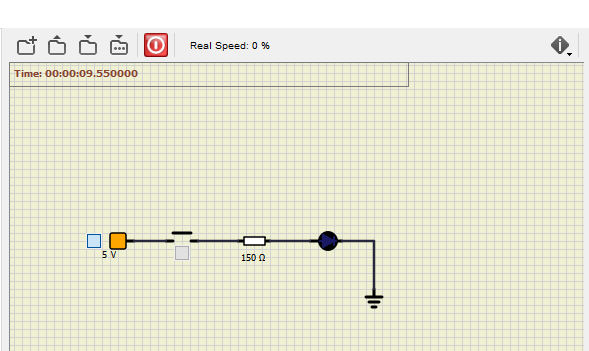 Real Speed: 0 %
Time: 00:00:09.550000
5 V
150 Ω